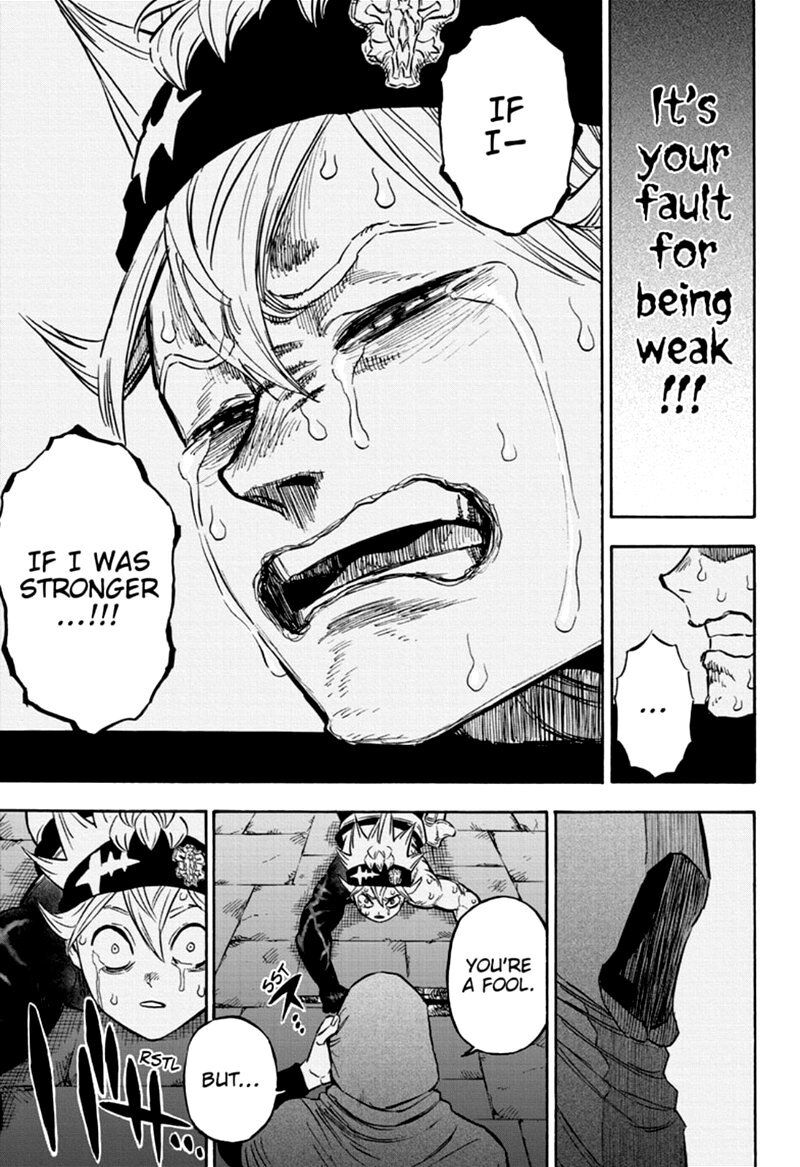 It's
your
fault
for
being
weak
!!!
IF
I—
IF I WAS
STRONGER
...!!!
...
YOU'RE
A FOOL.
SST
BUT...
RSTL